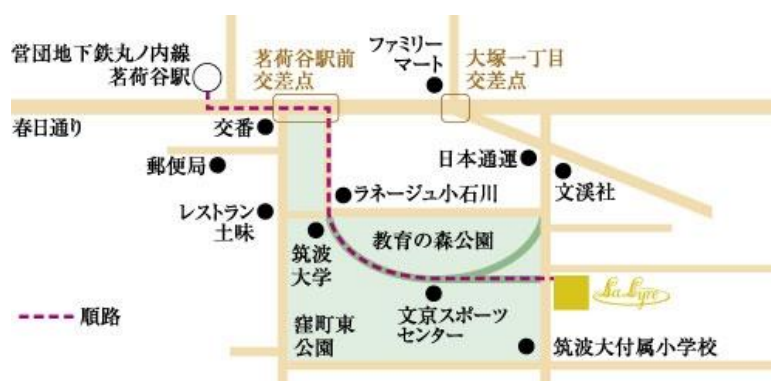 営団地下鉄丸ノ内線
茗荷谷駅
茗荷谷駅前
交差点
ファミリー
マート
大塚一丁目
交差点
春日通り
交番
郵便局
日本通運
文渓社
ラネージュ小石川
レストラン
土味
筑波
大学
教育の森公園
La Lyre
文京スポーツ
センター
窪町東
公園
順路
筑波大付属小学校